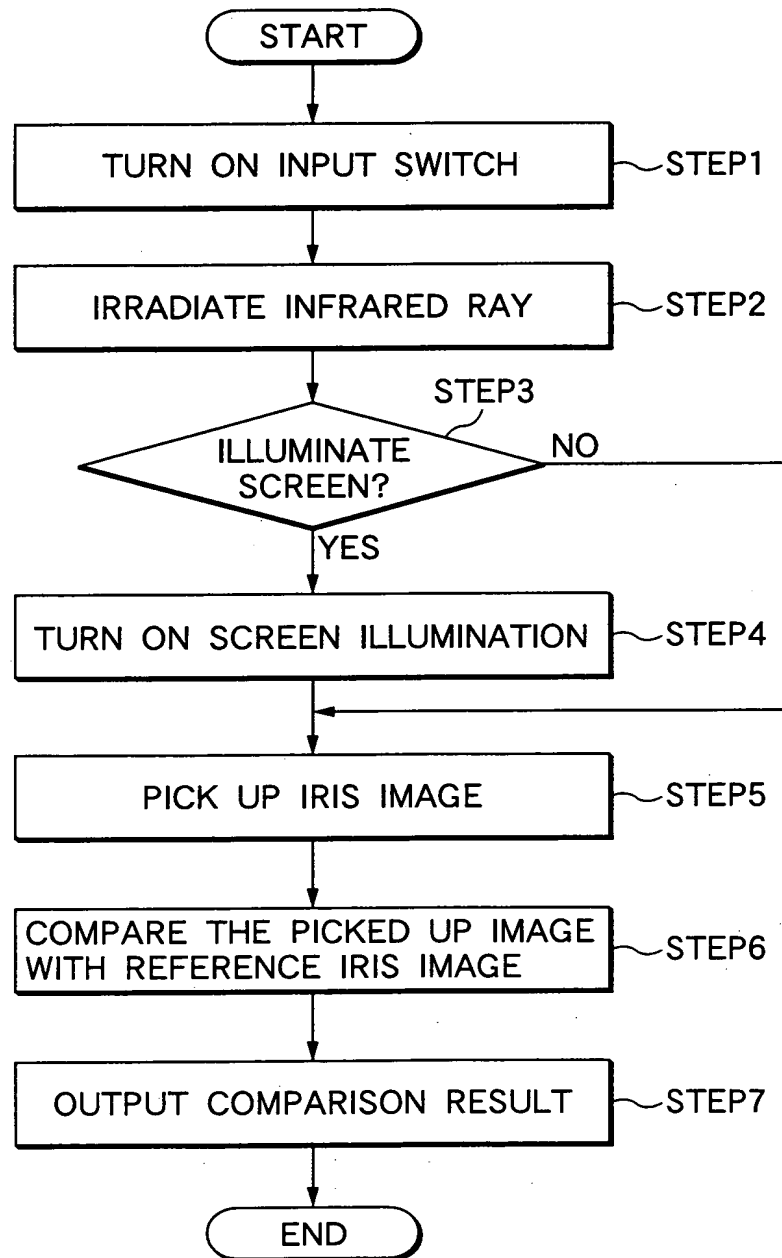 START
TURN ON INPUT SWITCH
STEP1
IRRADIATE INFRARED RAY
STEP2
STEP3
ILLUMINATE
SCREEN?
NO
YES
TURN ON SCREEN ILLUMINATION
STEP4
PICK UP IRIS IMAGE
STEP5
COMPARE THE PICKED UP IMAGE
WITH REFERENCE IRIS IMAGE
STEP6
OUTPUT COMPARISON RESULT
STEP7
END